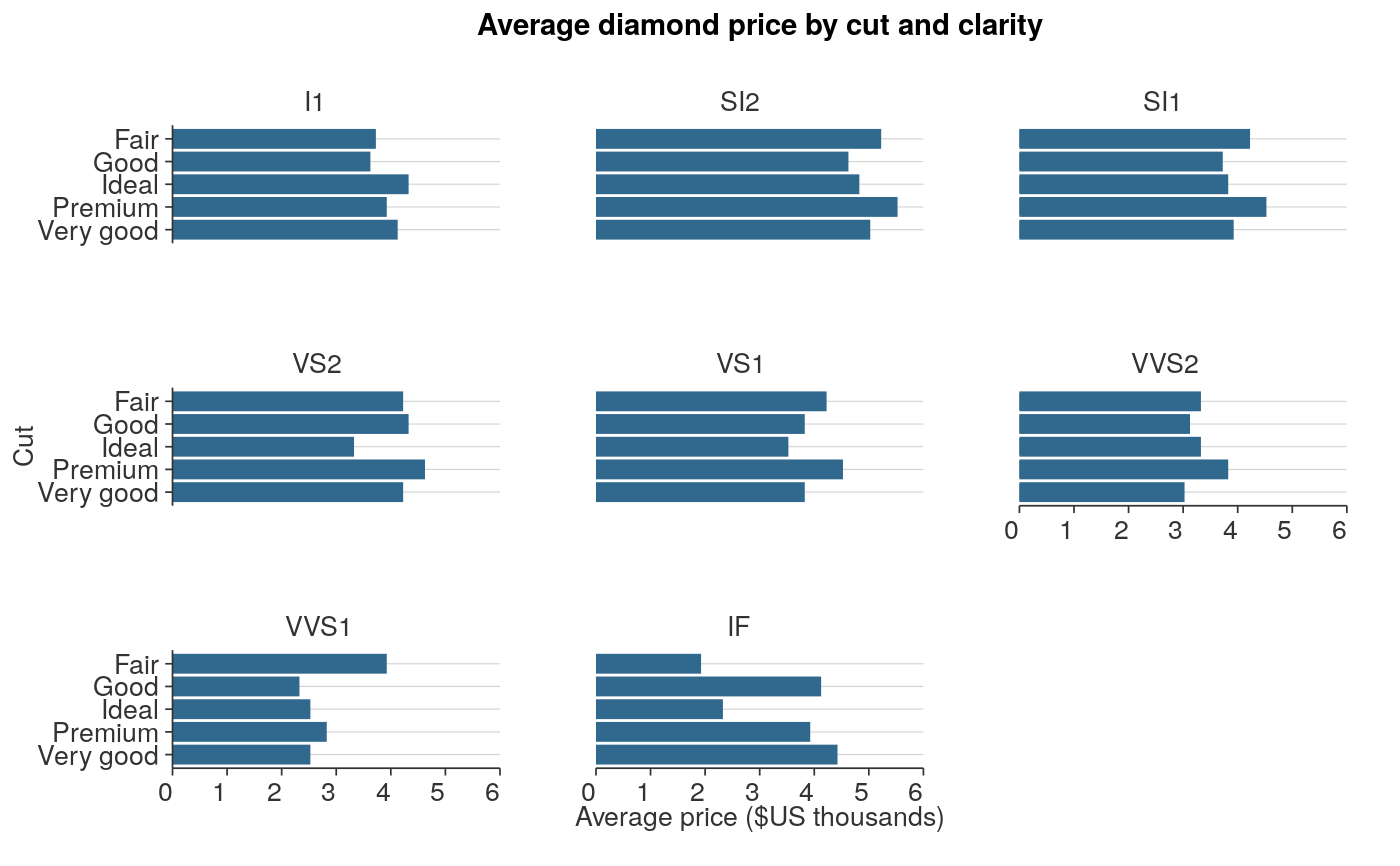 Average diamond price by cut and clarity
I1
SI2
SI1
Fair
Good
Ideal
Premium
Very good
VS2
VS1
VVS2
Cut
Fair
Good
Ideal
Premium
Very good
0 1 2 3 4 5 6
VVS1
IF
Fair
Good
Ideal
Premium
Very good
0 1 2 3 4 5 6
0 1 2 3 4 5 6
Average price ($US thousands)